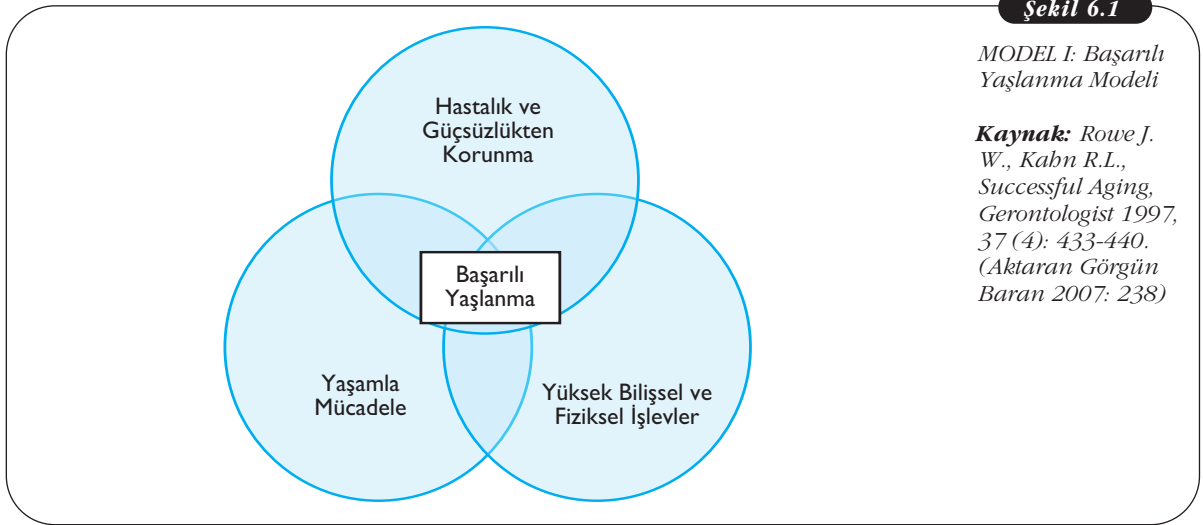 Şekil 6.1
MODEL I: Başarılı
Yaşlanma Modeli
Kaynak: Rowe J.
W., Kahn R.L.,
Successful Aging,
Gerontologist 1997,
37 (4): 433-440.
(Aktaran Görgün
Baran 2007: 238)
Hastalık ve
Güçsüzlükten
Korunma
Başarılı
Yaşlanma
Yaşamla
Mücadele
Yüksek Bilişsel ve
Fiziksel İşlevler